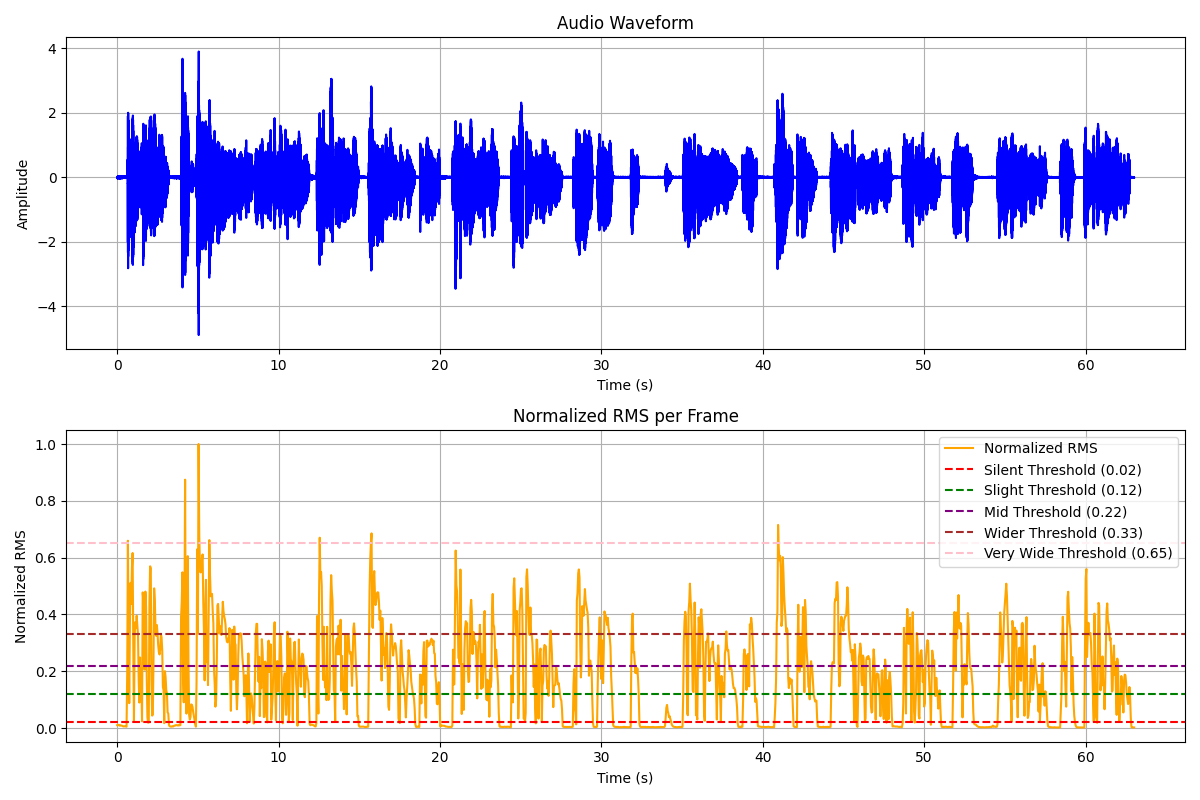 Audio Waveform
4
2
0
−2
−4
Amplitude
0 10 20 30 40 50 60
Time (s)
Normalized RMS per Frame
1.0
0.8
0.6
0.4
0.2
0.0
Normalized RMS
Normalized RMS
Silent Threshold (0.02)
Slight Threshold (0.12)
Mid Threshold (0.22)
Wider Threshold (0.33)
Very Wide Threshold (0.65)
0 10 20 30 40 50 60
Time (s)